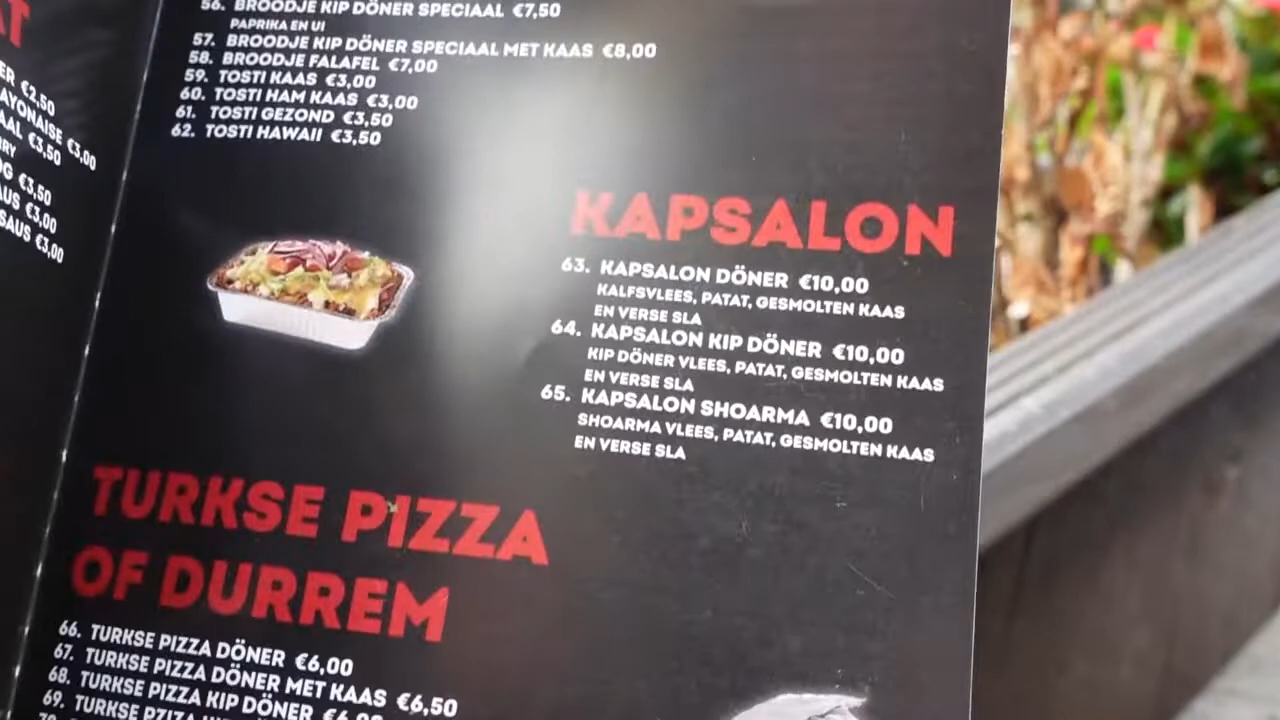 56. BROODJE KIP DÖNER SPECIAAL €7,50
PAPRIKA EN UI
57. BROODJE KIP DÖNER SPECIAAL MET KAAS €8,00
58. BROODJE FALAFEL €7,00
59. TOSTI KAAS €3,00
60. TOSTI HAM KAAS €3,00
61. TOSTI GEZOND €3,50
62. TOSTI HAWAII €3,50
€2,50
€3,00
€3,50
€3,50
€3,00
SAUS €3,00
KAPSALON
63. KAPSALON DÖNER €10,00
KALFSVLEES, PATAT, GESMOLTEN KAAS
EN VERSE SLA
64. KAPSALON KIP DÖNER €10,00
KIP DÖNER VLEES, PATAT, GESMOLTEN KAAS
EN VERSE SLA
65. KAPSALON SHOARMA €10,00
SHOARMA VLEES, PATAT, GESMOLTEN KAAS
EN VERSE SLA
TURKSE PIZZA
OF DURREM
66. TURKSE PIZZA DÖNER €6,00
67. TURKSE PIZZA DÖNER MET KAAS €6,50
68. TURKSE PIZZA KIP DÖNER
69. TURKSE PIZZA